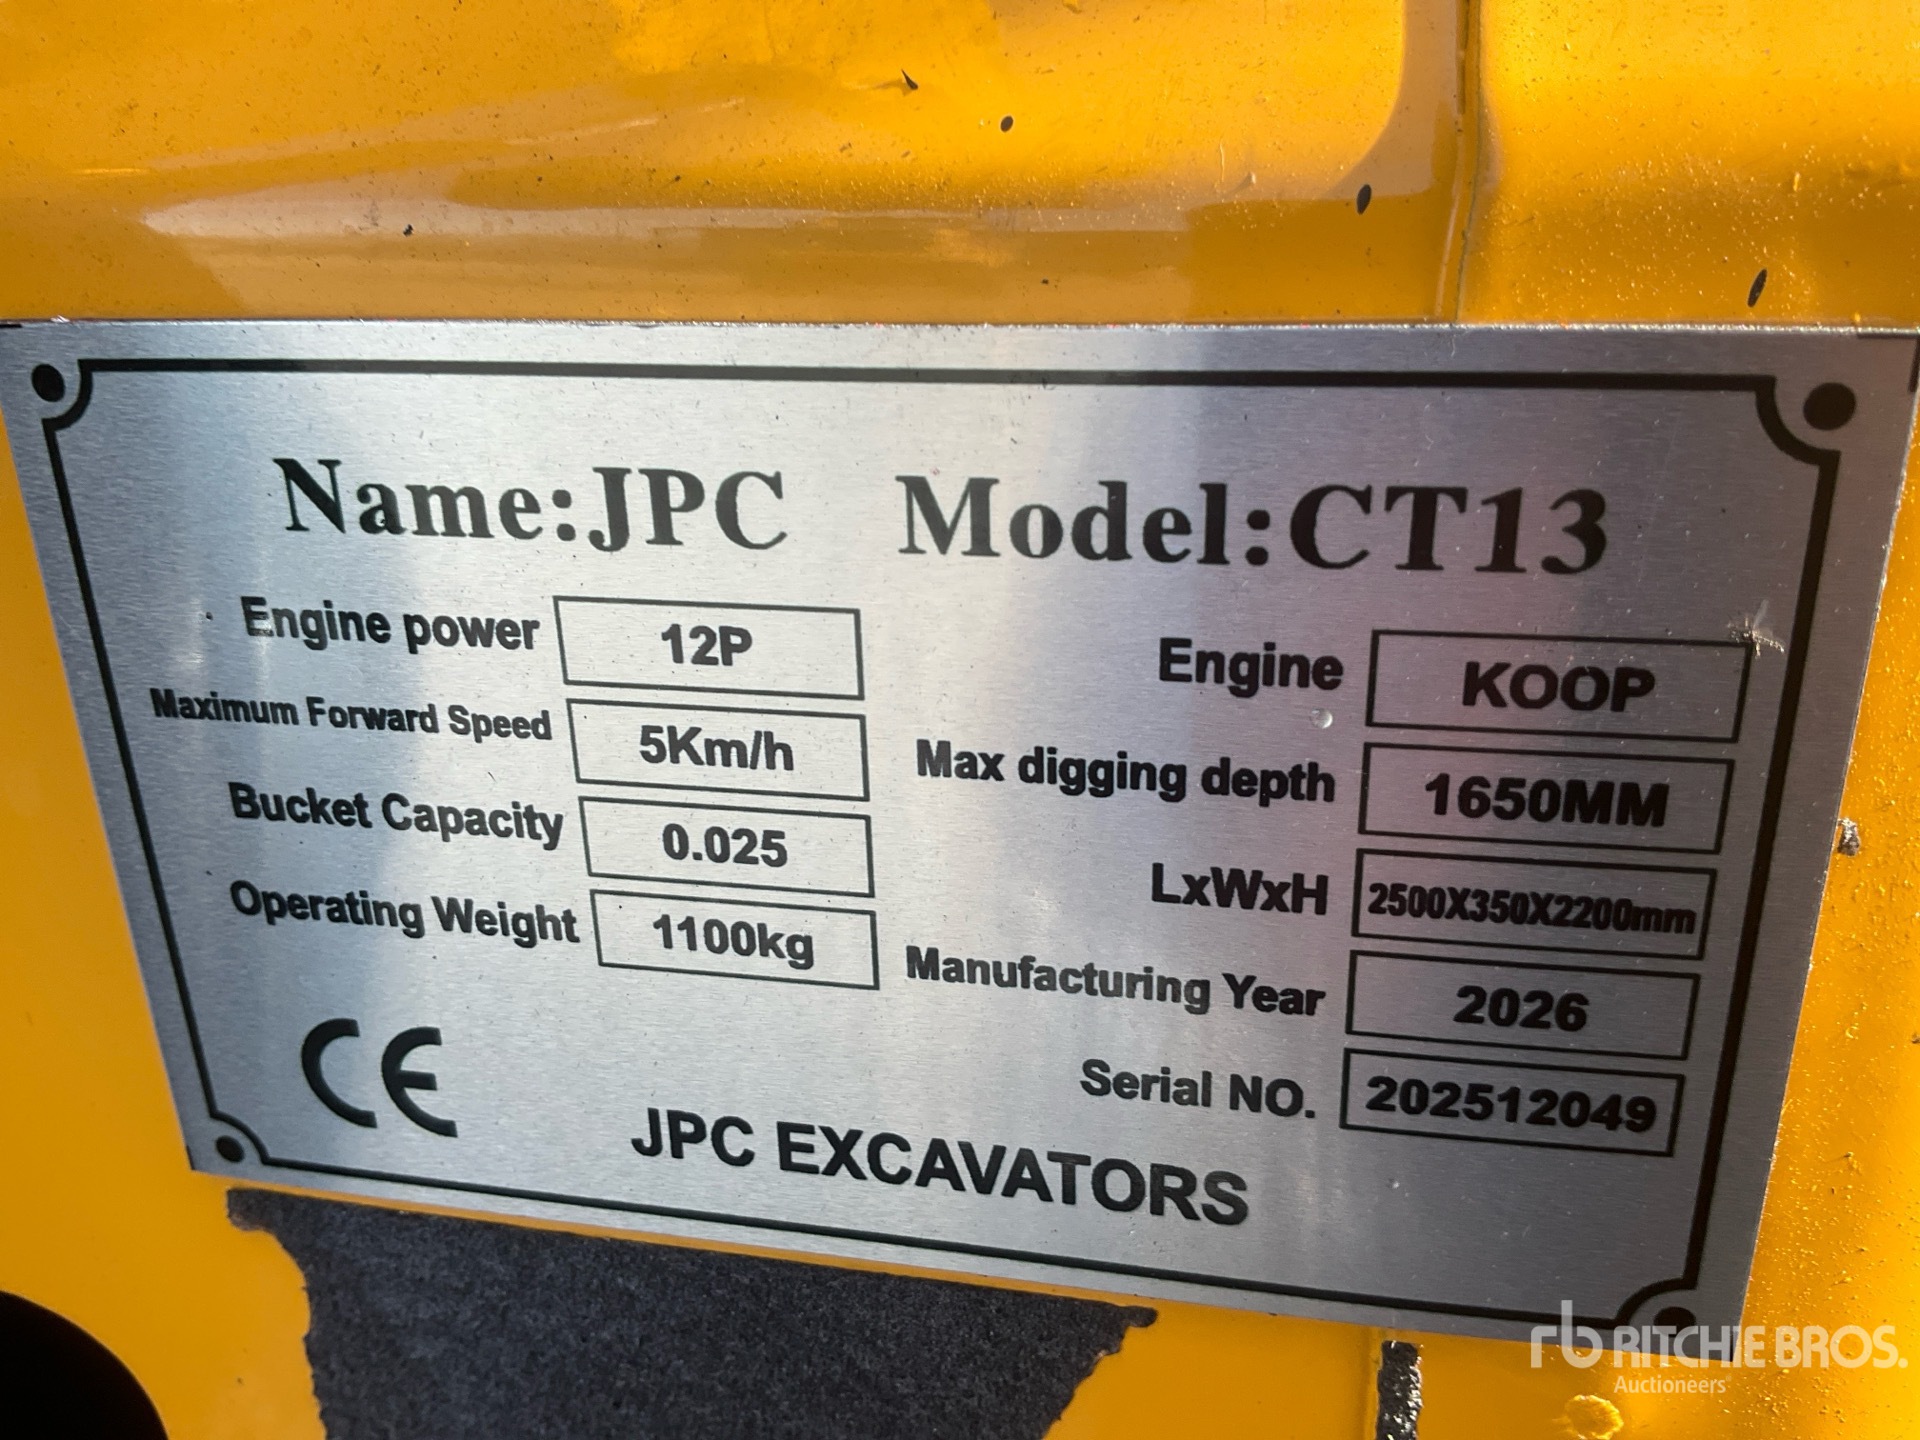 Name:JPC Model:CT13
Engine power 12P
Maximum Forward Speed 5Km/h
Bucket Capacity 0.025
Operating Weight 1100kg
Engine KOOP
Max digging depth 1650MM
LxWxH 2500X350X2200mm
Manufacturing Year 2026
Serial NO. 202512049
CE
JPC EXCAVATORS
rb RITCHIE BROS.
Auctioneers